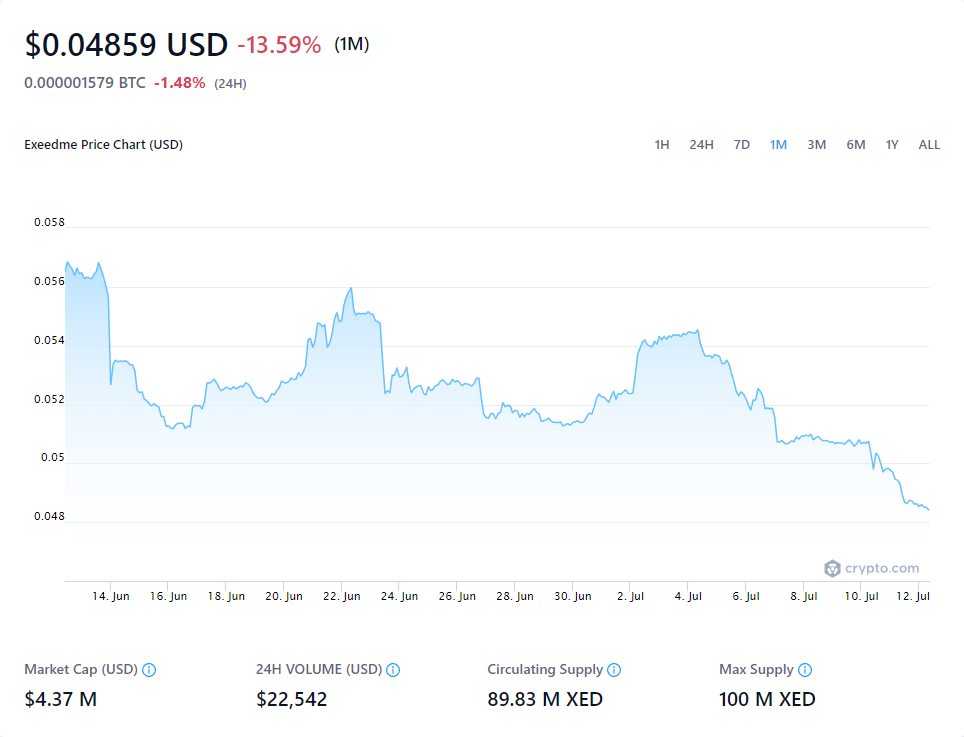 $0.04859 USD -13.59% (1M)
0.000001579 BTC -1.48% (24H)
Exeedme Price Chart (USD) 1H 24H 7D 1M 3M 6M 1Y ALL
0.058
0.056
0.054
0.052
0.05
0.048
crypto.com
14. Jun 16. Jun 18. Jun 20. Jun 22. Jun 24. Jun 26. Jun 28. Jun 30. Jun 2. Jul 4. Jul 6. Jul 8. Jul 10. Jul 12. Jul
Market Cap (USD) 24H VOLUME (USD) Circulating Supply Max Supply
$4.37 M $22,542 89.83 M XED 100 M XED